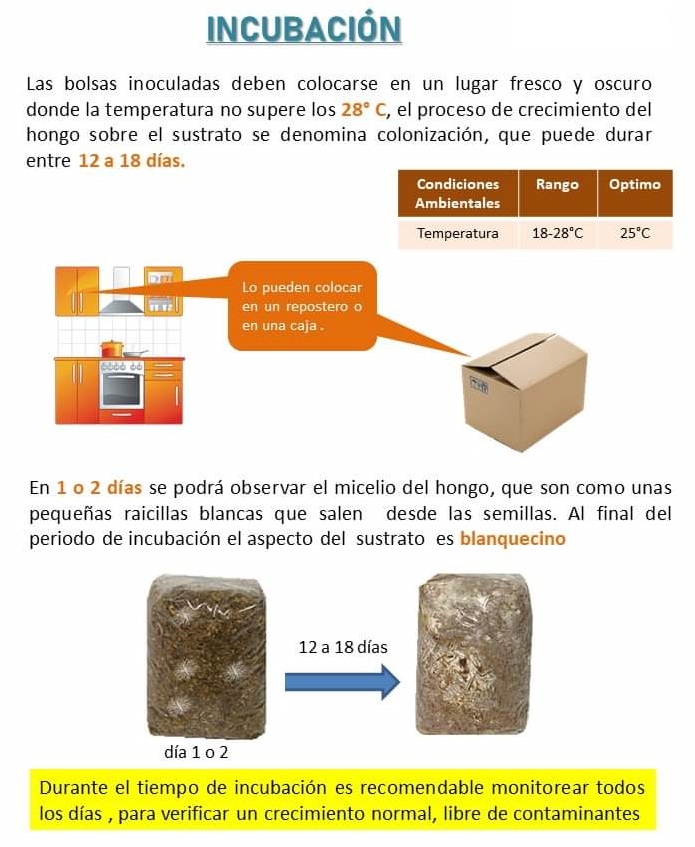 INCUBACIÓN
Las bolsas inoculadas deben colocarse en un lugar fresco y oscuro
donde la temperatura no supere los 28° C, el proceso de crecimiento del
hongo sobre el sustrato se denomina colonización, que puede durar
entre 12 a 18 días.
Condiciones Ambientales Rango Optimo
Temperatura 18-28°C 25°C
Lo pueden colocar
en un repostero o
en una caja .
En 1 o 2 días se podrá observar el micelio del hongo, que son como unas
pequeñas raicillas blancas que salen desde las semillas. Al final del
periodo de incubación el aspecto del sustrato es blanquecino
12 a 18 días
día 1 o 2
Durante el tiempo de incubación es recomendable monitorear todos
los días , para verificar un crecimiento normal, libre de contaminantes